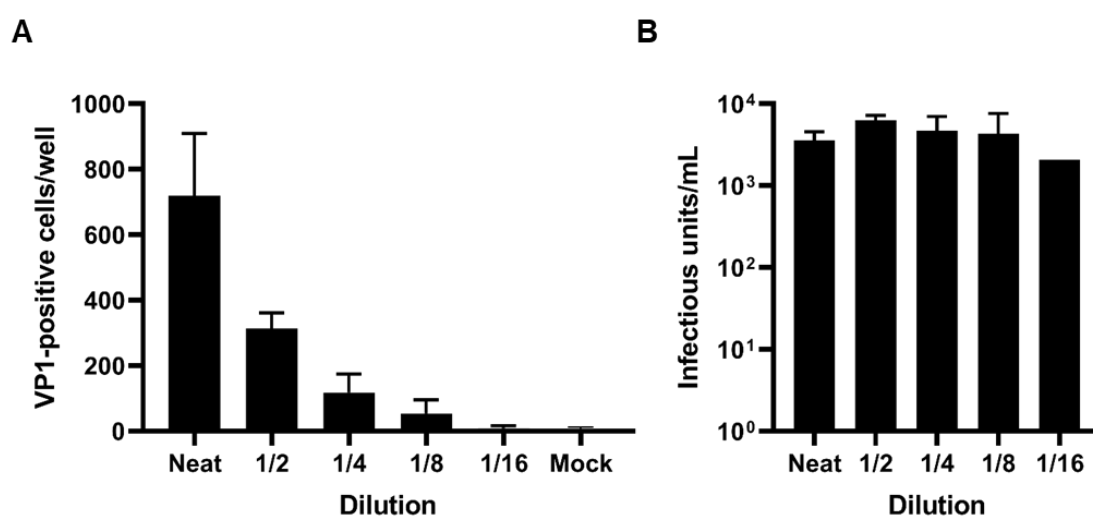 A
VP1-positive cells/well
1000
800
600
400
200
0
Neat 1/2 1/4 1/8 1/16 Mock
Dilution
B
Infectious units/mL
10⁴
10³
10²
10¹
10⁰
Neat 1/2 1/4 1/8 1/16
Dilution